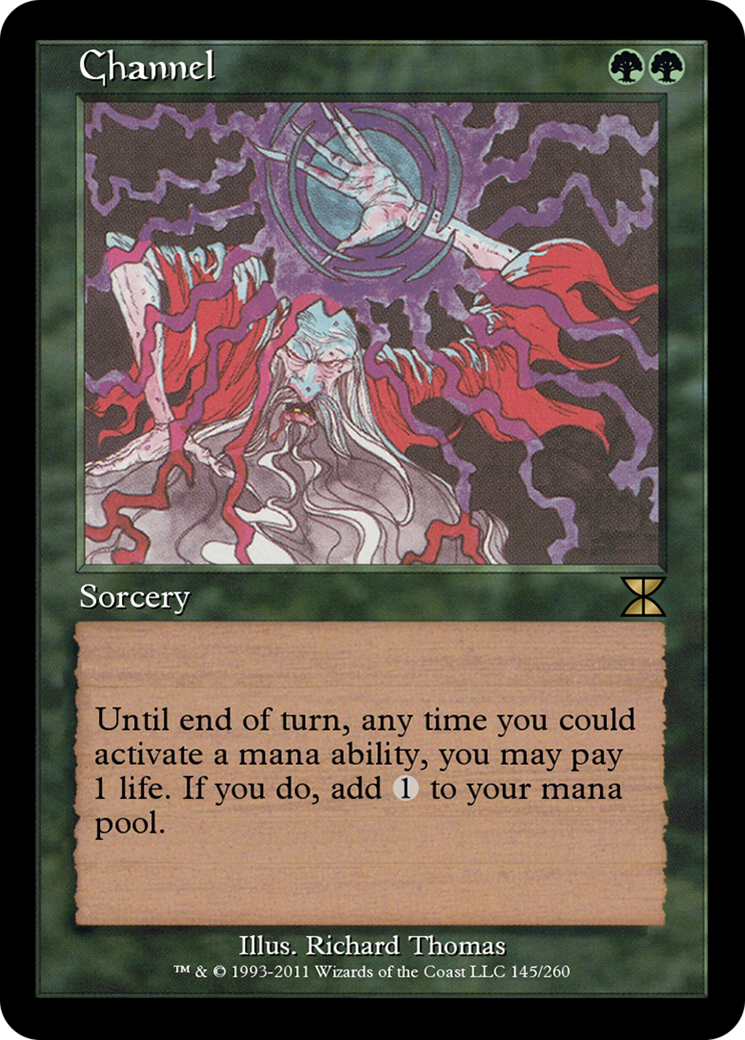 Channel
Sorcery
Until end of turn, any time you could
activate a mana ability, you may pay
1 life. If you do, add 1 to your mana
pool.
Illus. Richard Thomas
™ & © 1993-2011 Wizards of the Coast LLC 145/260